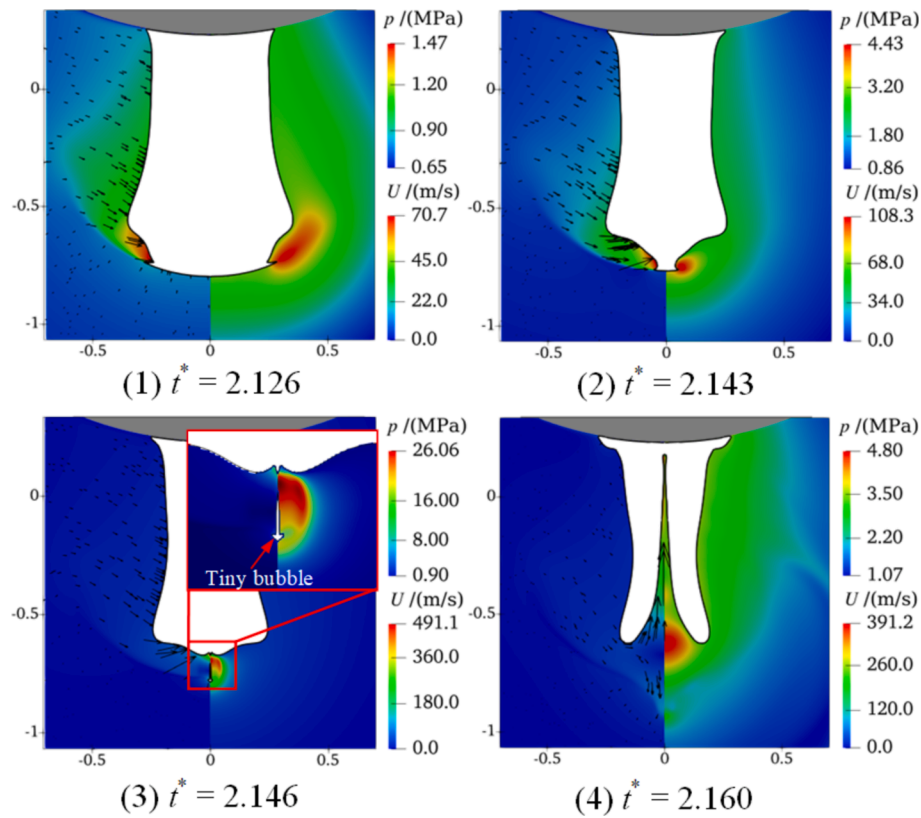 p /(MPa)
1.47
1.20
0.90
0.65
U /(m/s)
70.7
45.0
22.0
0.0
0
-0.5
-1
-0.5 0 0.5
(1) t* = 2.126
p /(MPa)
4.43
3.20
1.80
0.86
U /(m/s)
108.3
68.0
34.0
0.0
0
-0.5
-1
-0.5 0 0.5
(2) t* = 2.143
p /(MPa)
26.06
16.00
8.00
0.90
U /(m/s)
491.1
360.0
180.0
0.0
0
-0.5
-1
Tiny bubble
-0.5 0 0.5
(3) t* = 2.146
p /(MPa)
4.80
3.50
2.20
1.07
U /(m/s)
391.2
260.0
120.0
0.0
0
-0.5
-1
-0.5 0 0.5
(4) t* = 2.160